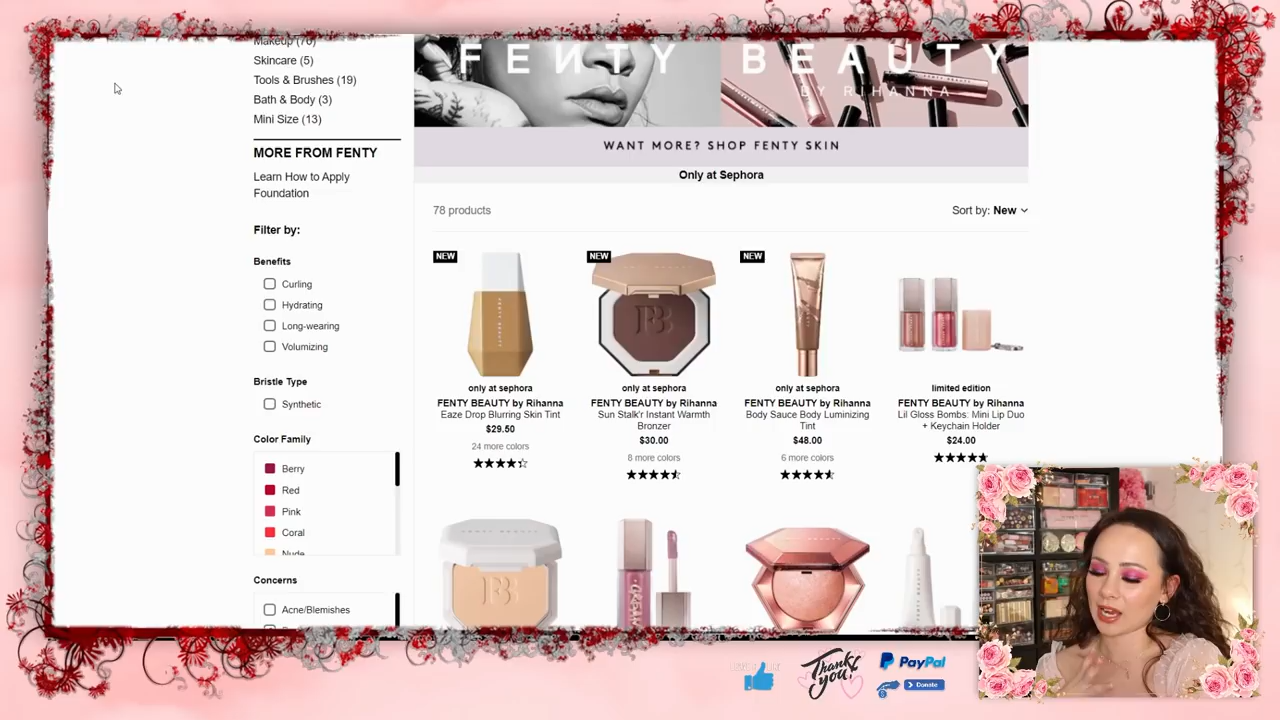 Makeup (70)
Skincare (5)
Tools & Brushes (19)
Bath & Body (3)
Mini Size (13)
MORE FROM FENTY
Learn How to Apply
Foundation
Filter by:
Benefits
Curling
Hydrating
Long-wearing
Volumizing
Bristle Type
Synthetic
Color Family
Berry
Red
Pink
Coral
Nude
Concerns
Acne/Blemishes
FENTY BEAUTY
BY RIHANNA
WANT MORE? SHOP FENTY SKIN
Only at Sephora
78 products
Sort by: New
NEW
only at sephora
FENTY BEAUTY by Rihanna
Eaze Drop Blurring Skin Tint
$29.50
24 more colors
NEW
only at sephora
FENTY BEAUTY by Rihanna
Sun Stalk'r Instant Warmth
Bronzer
$30.00
8 more colors
NEW
only at sephora
FENTY BEAUTY by Rihanna
Body Sauce Body Luminizing
Tint
$48.00
6 more colors
limited edition
FENTY BEAUTY by Rihanna
Lil Gloss Bombs: Mini Lip Duo
+ Keychain Holder
$24.00
Thank
you!
PayPal
Donate